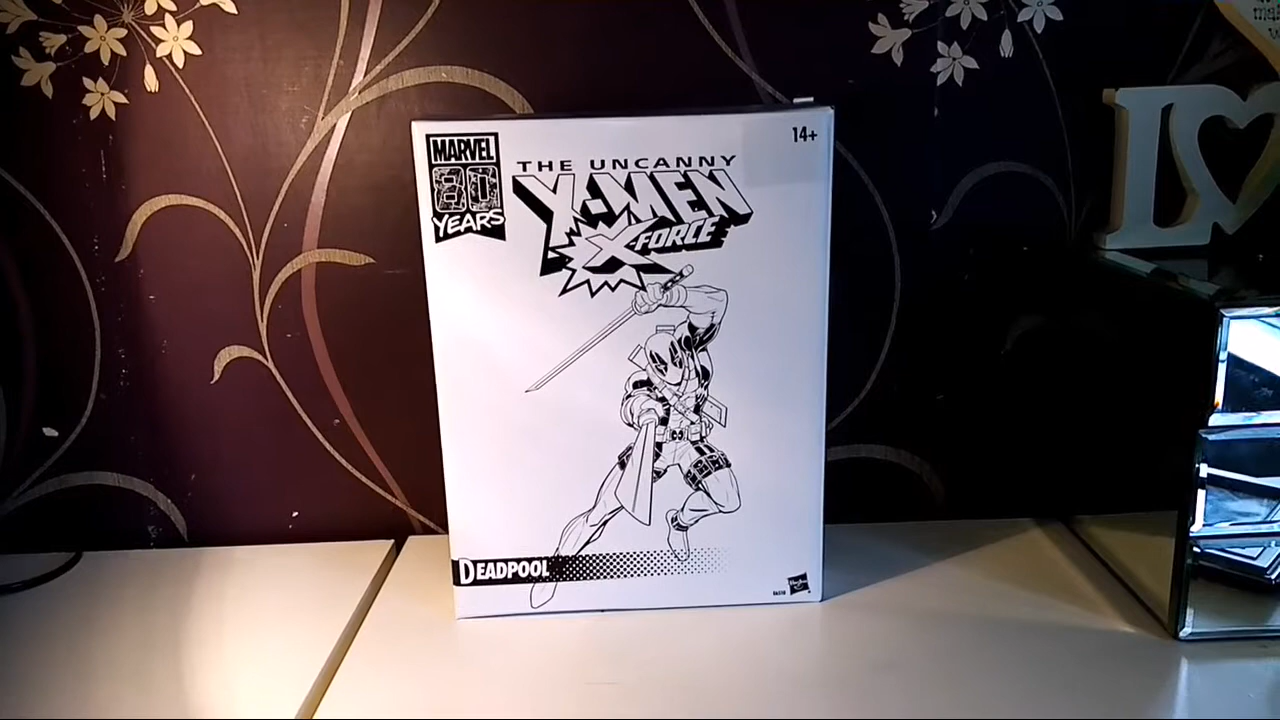 MARVEL
80
YEARS
14+
THE UNCANNY
X-MEN
X-FORCE
DEADPOOL
Hasbro